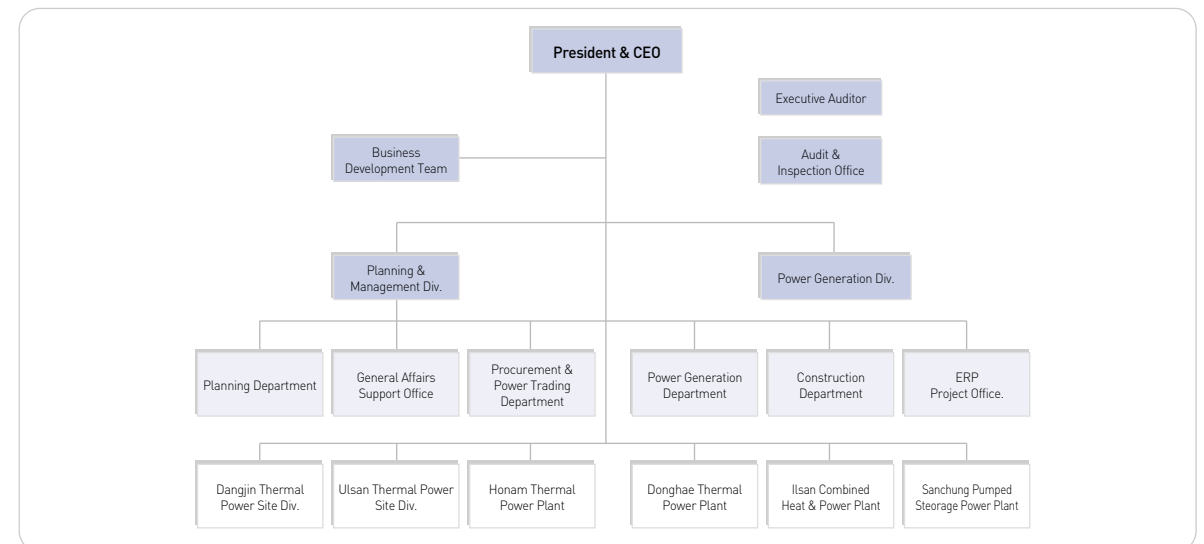 President & CEO
Executive Auditor
Business
Development Team
Audit &
Inspection Office
Planning &
Management Div.
Power Generation Div.
Planning Department
General Affairs
Support Office
Procurement &
Power Trading
Department
Power Generation
Department
Construction
Department
ERP
Project Office.
Dangjin Thermal
Power Site Div.
Ulsan Thermal Power
Site Div.
Honam Thermal
Power Plant
Donghae Thermal
Power Plant
Ilsan Combined
Heat & Power Plant
Sanchung Pumped
Steorage Power Plant